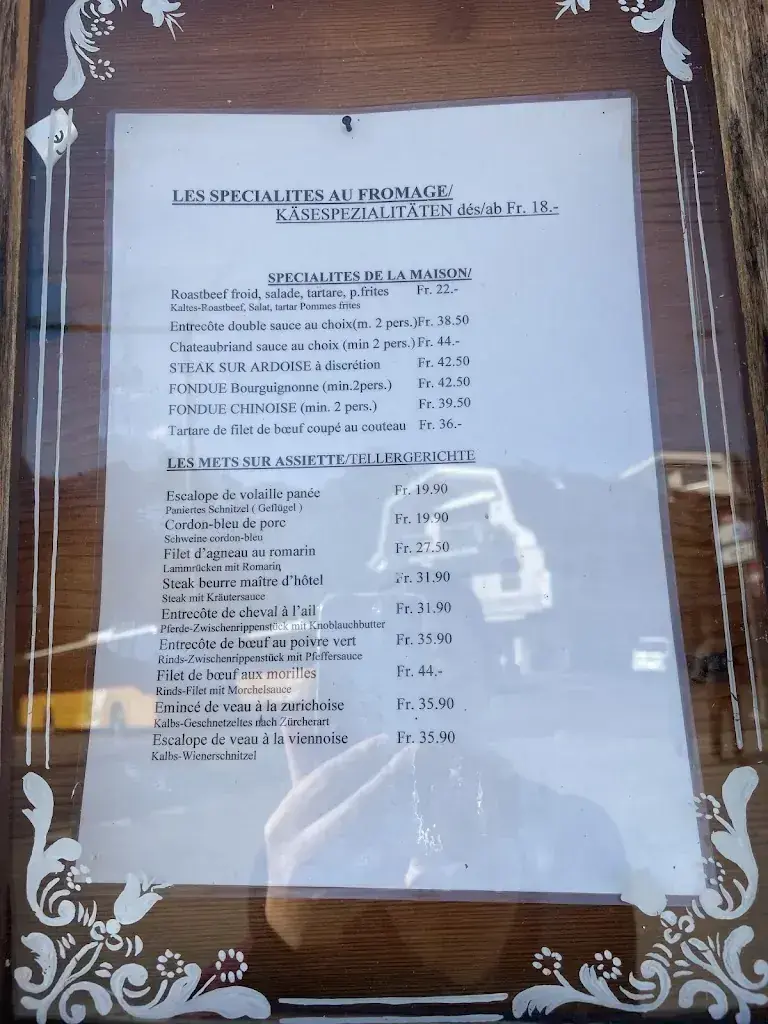 LES SPECIALITES AU FROMAGE/
KÄSESPEZIALITÄTEN dés/ab Fr. 18.-
SPECIALITES DE LA MAISON/
Roastbeef froid, salade, tartare, p.frites Fr. 22.-
Kaltes-Roastbeef, Salat, tartar Pommes frites
Entrecôte double sauce au choix(m. 2 pers.)Fr. 38.50
Chateaubriand sauce au choix (min 2 pers.) Fr. 44.-
STEAK SUR ARDOISE à discrétion Fr. 42.50
FONDUE Bourguignonne (min.2pers.) Fr. 42.50
FONDUE CHINOISE (min. 2 pers.) Fr. 39.50
Tartare de filet de bœuf coupé au couteau Fr. 36.-
LES METS SUR ASSIETTE/TELLERGERICHTE
Escalope de volaille panée Fr. 19.90
Paniertes Schnitzel ( Geflügel )
Cordon-bleu de porc Fr. 19.90
Schweine cordon-bleu
Filet d'agneau au romarin Fr. 27.50
Lammrücken mit Romarin
Steak beurre maître d'hôtel Fr. 31.90
Steak mit Kräutersauce
Entrecôte de cheval à l'ail Fr. 31.90
Pferde-Zwischenrippenstück mit Knoblauchbutter
Entrecôte de bœuf au poivre vert Fr. 35.90
Rinds-Zwischenrippenstück mit Pfeffersauce
Filet de bœuf aux morilles Fr. 44.-
Rinds-Filet mit Morchelsauce
Emincé de veau à la zurichoise Fr. 35.90
Kalbs-Geschnetzeltes nach Zürcherart
Escalope de veau à la viennoise Fr. 35.90
Kalbs-Wienerschnitzel